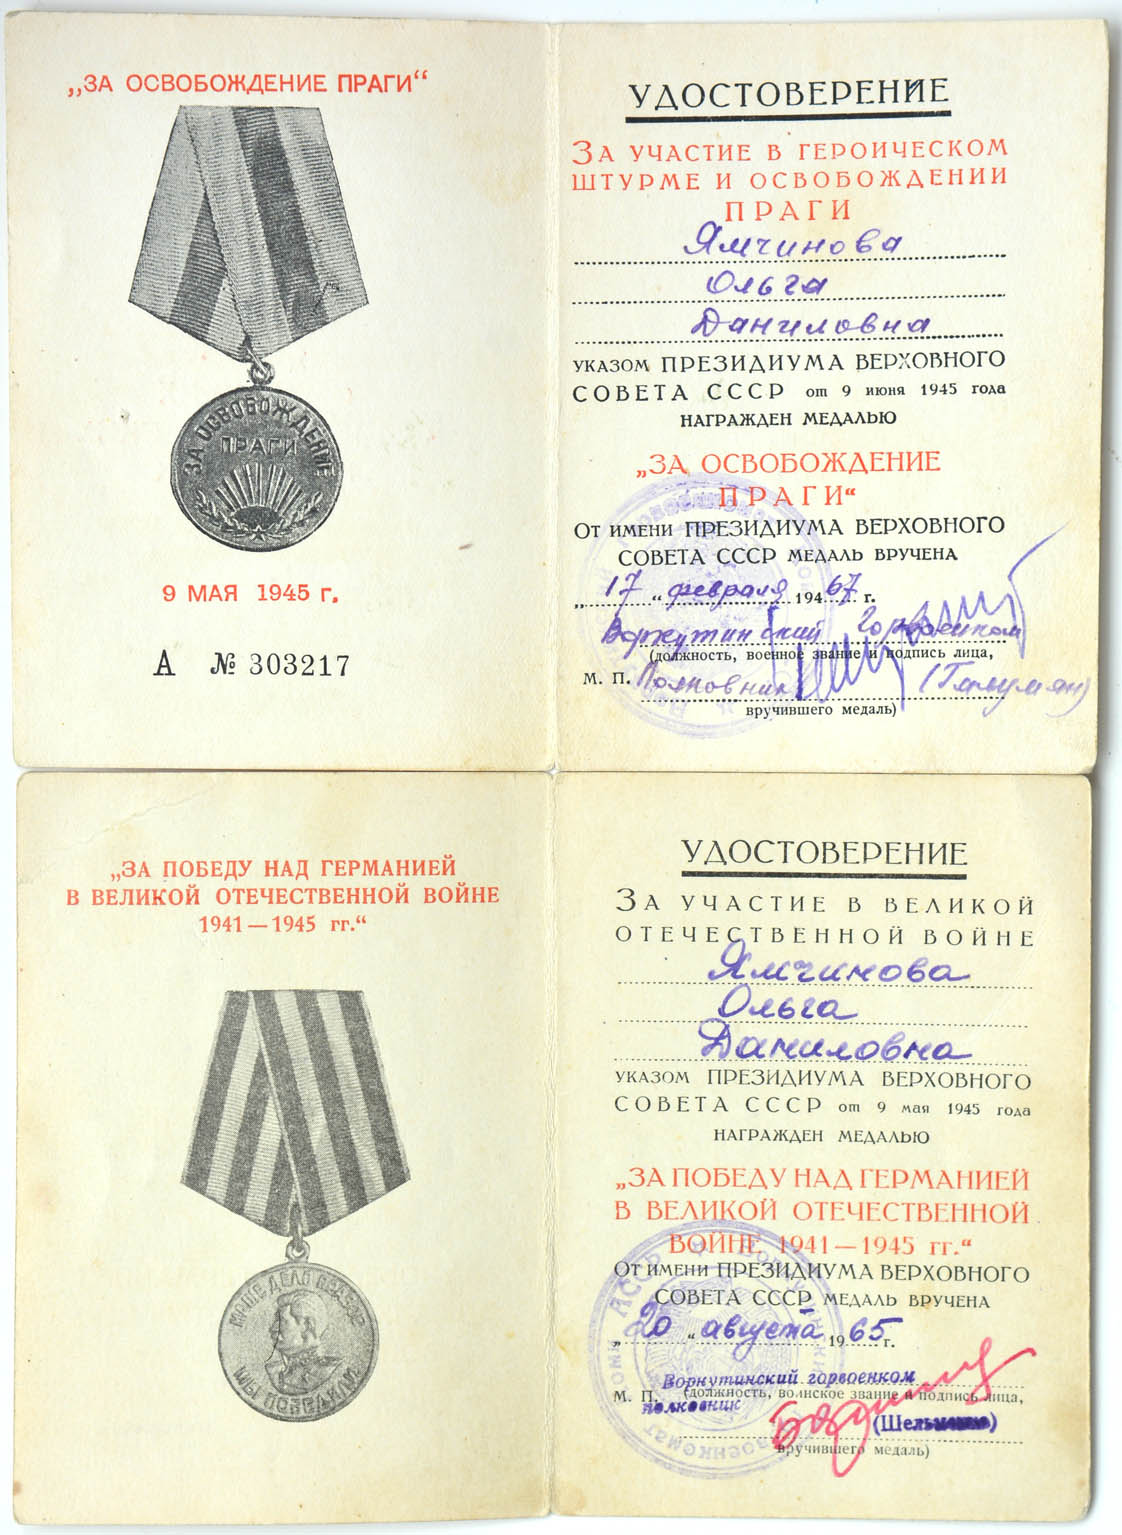 „ЗА ОСВОБОЖДЕНИЕ ПРАГИ“
ЗА ОСВОБОЖДЕНИЕ
ПРАГИ
9 МАЯ 1945 г.
А № 303217
УДОСТОВЕРЕНИЕ
ЗА УЧАСТИЕ В ГЕРОИЧЕСКОМ
ШТУРМЕ И ОСВОБОЖДЕНИИ
ПРАГИ
Ямчинова
Ольга
Даниловна
УКАЗОМ ПРЕЗИДИУМА ВЕРХОВНОГО
СОВЕТА СССР от 9 июня 1945 года
НАГРАЖДЕН МЕДАЛЬЮ
„ЗА ОСВОБОЖДЕНИЕ
ПРАГИ“
ОТ ИМЕНИ ПРЕЗИДИУМА ВЕРХОВНОГО
СОВЕТА СССР МЕДАЛЬ ВРУЧЕНА
„17“ февраля 19467 г.
Воркутинский Горвоенком
(должность, военное звание и подпись лица,
М. П. Полковник (Галумян)
вручившего медаль)
„ЗА ПОБЕДУ НАД ГЕРМАНИЕЙ
В ВЕЛИКОЙ ОТЕЧЕСТВЕННОЙ ВОЙНЕ
1941—1945 гг.“
НАШЕ ДЕЛО ПРАВОЕ
МЫ ПОБЕДИЛИ
УДОСТОВЕРЕНИЕ
ЗА УЧАСТИЕ В ВЕЛИКОЙ
ОТЕЧЕСТВЕННОЙ ВОЙНЕ
Ямчинова
Ольга
Даниловна
УКАЗОМ ПРЕЗИДИУМА ВЕРХОВНОГО
СОВЕТА СССР от 9 мая 1945 года
НАГРАЖДЕН МЕДАЛЬЮ
„ЗА ПОБЕДУ НАД ГЕРМАНИЕЙ
В ВЕЛИКОЙ ОТЕЧЕСТВЕННОЙ
ВОЙНЕ 1941—1945 гг.“
ОТ ИМЕНИ ПРЕЗИДИУМА ВЕРХОВНОГО
СОВЕТА СССР МЕДАЛЬ ВРУЧЕНА
„20“ августа 1965 г.
Воркутинский горвоенком
М. П. (должность, воинское звание и подпись лица,
полковник
вручившего медаль)